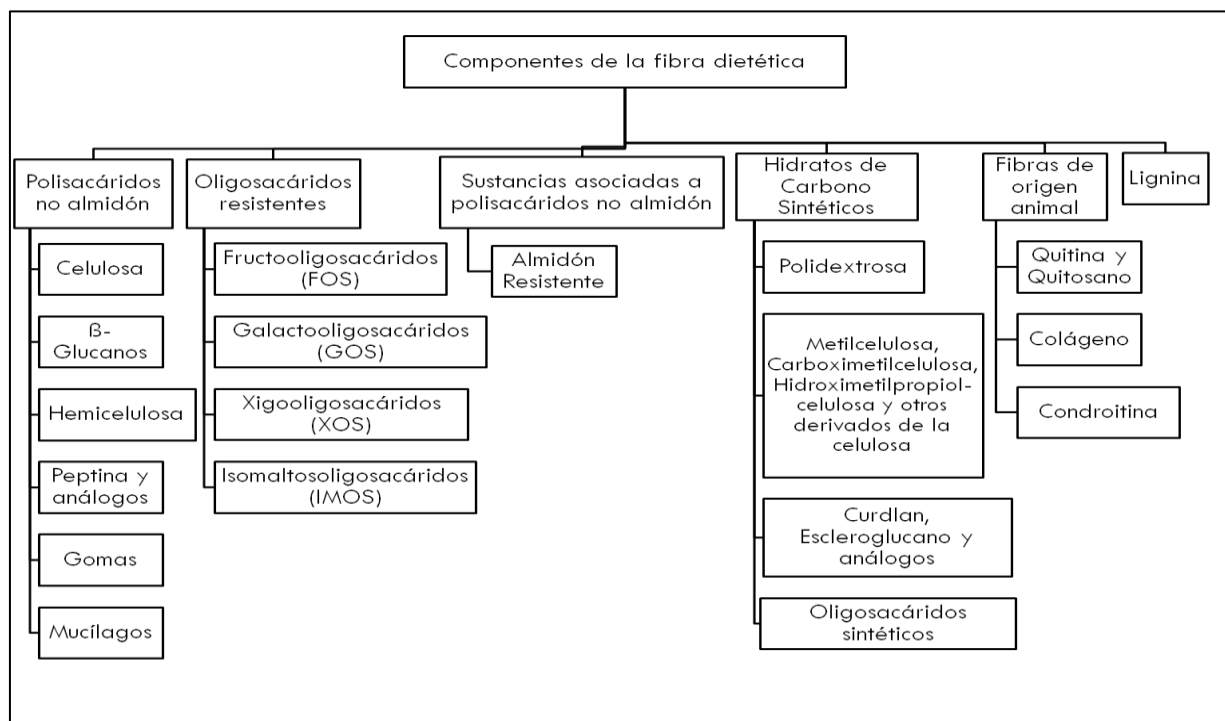 Componentes de la fibra dietética
Polisacáridos
no almidón
Celulosa
ß-
Glucanos
Hemicelulosa
Peptina y
análogos
Gomas
Mucílagos
Oligosacáridos
resistentes
Fructooligosacáridos
(FOS)
Galactooligosacáridos
(GOS)
Xigooligosacáridos
(XOS)
Isomaltosoligosacáridos
(IMOS)
Sustancias asociadas a
polisacáridos no almidón
Almidón
Resistente
Hidratos de
Carbono
Sintéticos
Polidextrosa
Metilcelulosa,
Carboximetilcelulosa,
Hidroximetilpropiol-
celulosa y otros
derivados de la
celulosa
Curdlan,
Escleroglucano y
análogos
Oligosacáridos
sintéticos
Fibras de
origen
animal
Quitina y
Quitosano
Colágeno
Condroitina
Lignina